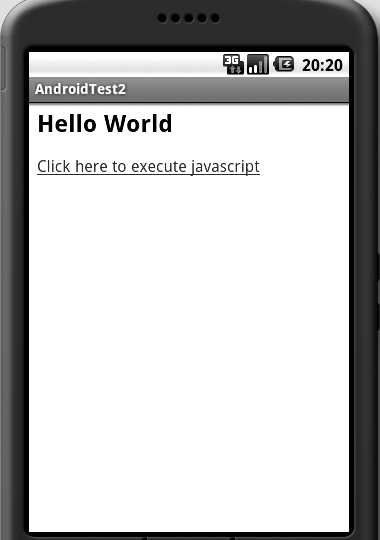 3G 20:20
AndroidTest2
Hello World
Click here to execute javascript